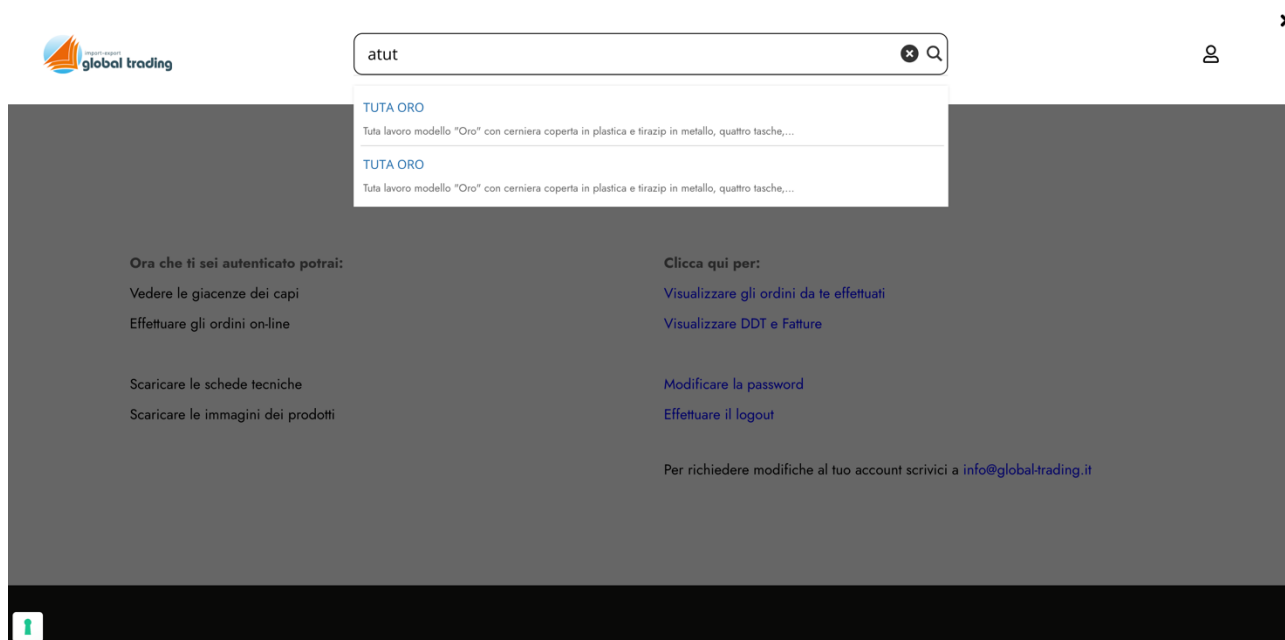 import-export
global trading
atut
TUTA ORO
Tuta lavoro modello "Oro" con cerniera coperta in plastica e tirazip in metallo, quattro tasche,...
TUTA ORO
Tuta lavoro modello "Oro" con cerniera coperta in plastica e tirazip in metallo, quattro tasche,...
Ora che ti sei autenticato potrai:
Vedere le giacenze dei capi
Effettuare gli ordini on-line
Scaricare le schede tecniche
Scaricare le immagini dei prodotti
Clicca qui per:
Visualizzare gli ordini da te effettuati
Visualizzare DDT e Fatture
Modificare la password
Effettuare il logout
Per richiedere modifiche al tuo account scrivici a info@global-trading.it